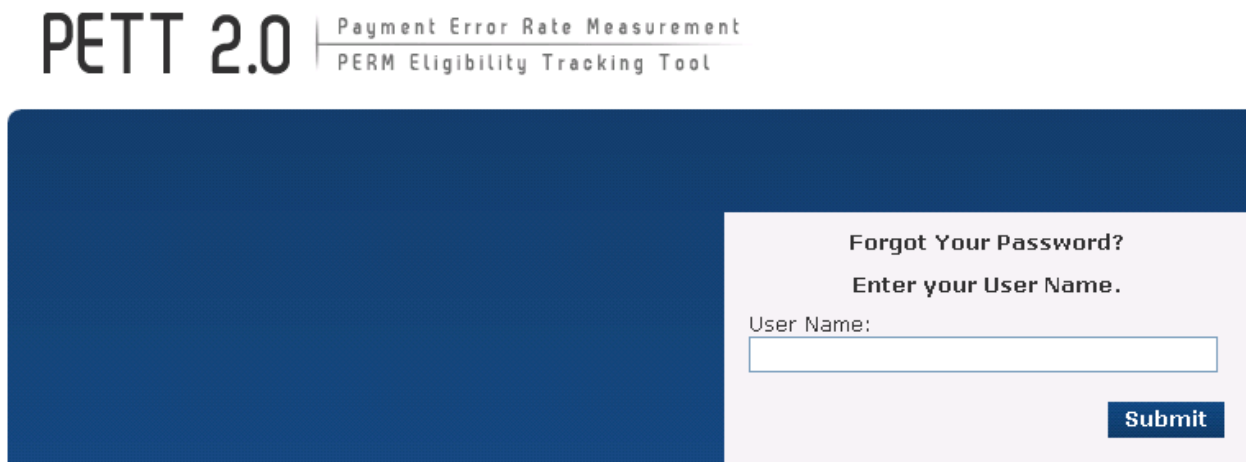 PETT 2.0
Payment Error Rate Measurement
PERM Eligibility Tracking Tool
Forgot Your Password?
Enter your User Name.
User Name:
Submit